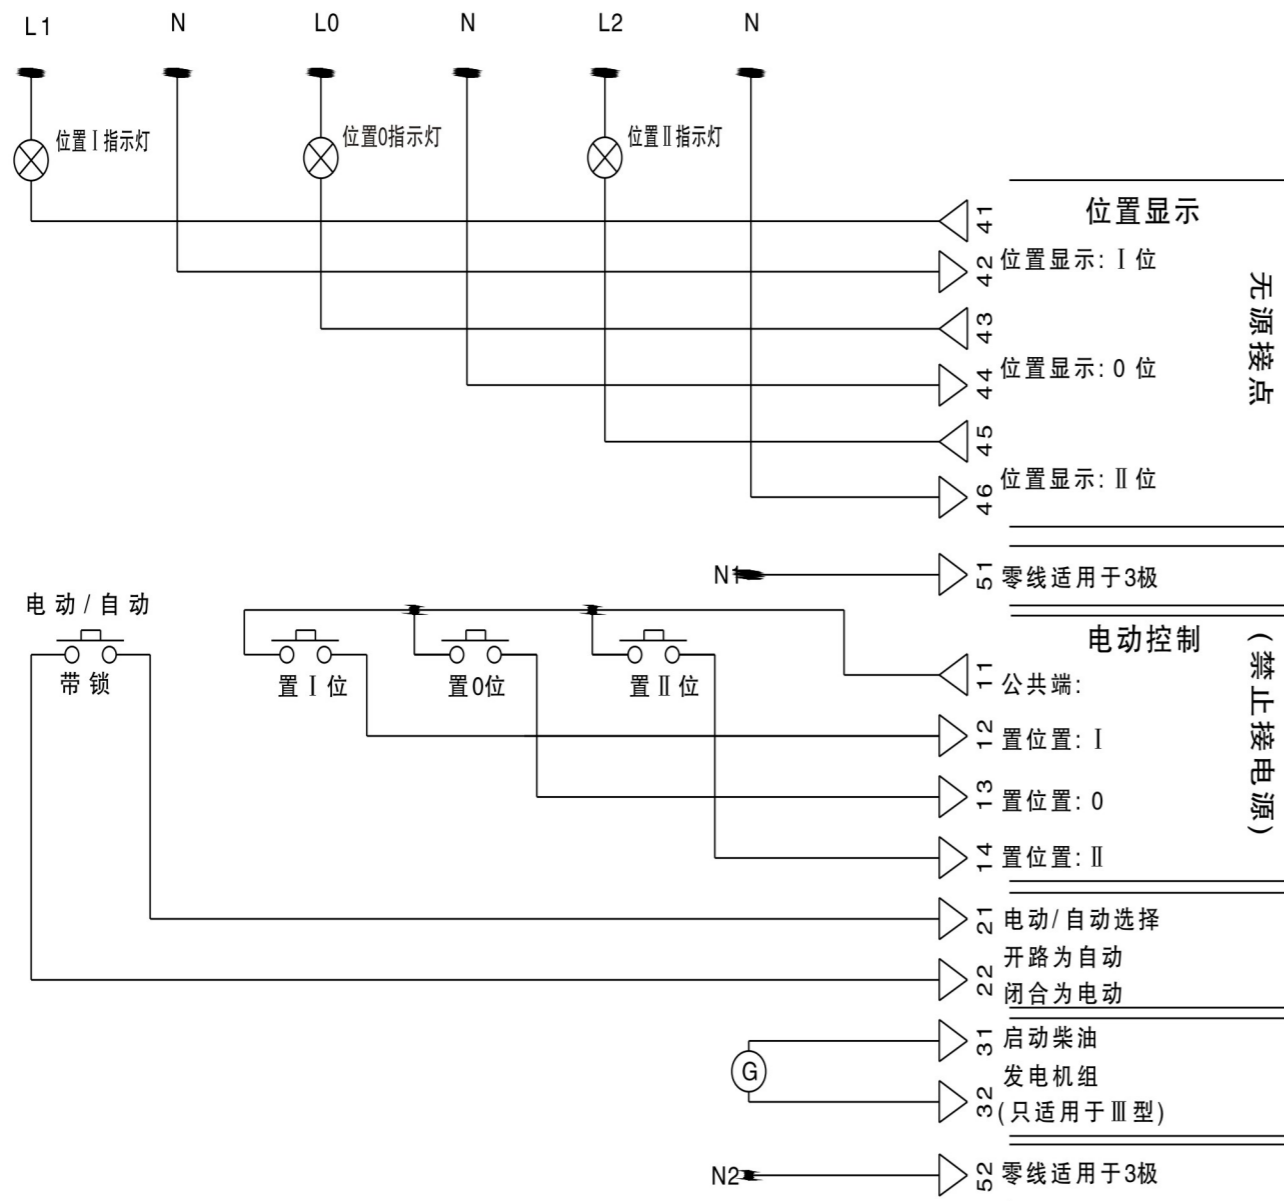 L1 N L0 N L2 N
位置Ⅰ指示灯 位置0指示灯 位置Ⅱ指示灯
位置显示
41
42 位置显示: Ⅰ 位
43
44 位置显示: 0 位
45
46 位置显示: Ⅱ 位
无源接点
N1 51 零线适用于3极
电动/自动
带锁
置Ⅰ位 置0位 置Ⅱ位
电动控制
11 公共端:
12 置位置: Ⅰ
13 置位置: 0
14 置位置: Ⅱ
(禁止接电源)
21 电动/自动选择
开路为自动
22 闭合为电动
31 启动柴油
G 发电机组
32 (只适用于Ⅲ型)
N2 52 零线适用于3极